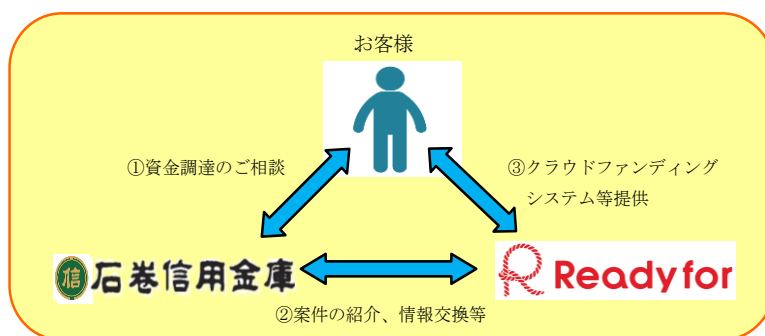 お客様
①資金調達のご相談
③クラウドファンディング
システム等提供
信 石巻信用金庫
Readyfor
②案件の紹介、情報交換等